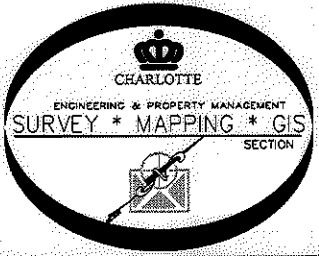 CHARLOTTE
ENGINEERING & PROPERTY MANAGEMENT
SURVEY * MAPPING * GIS
SECTION